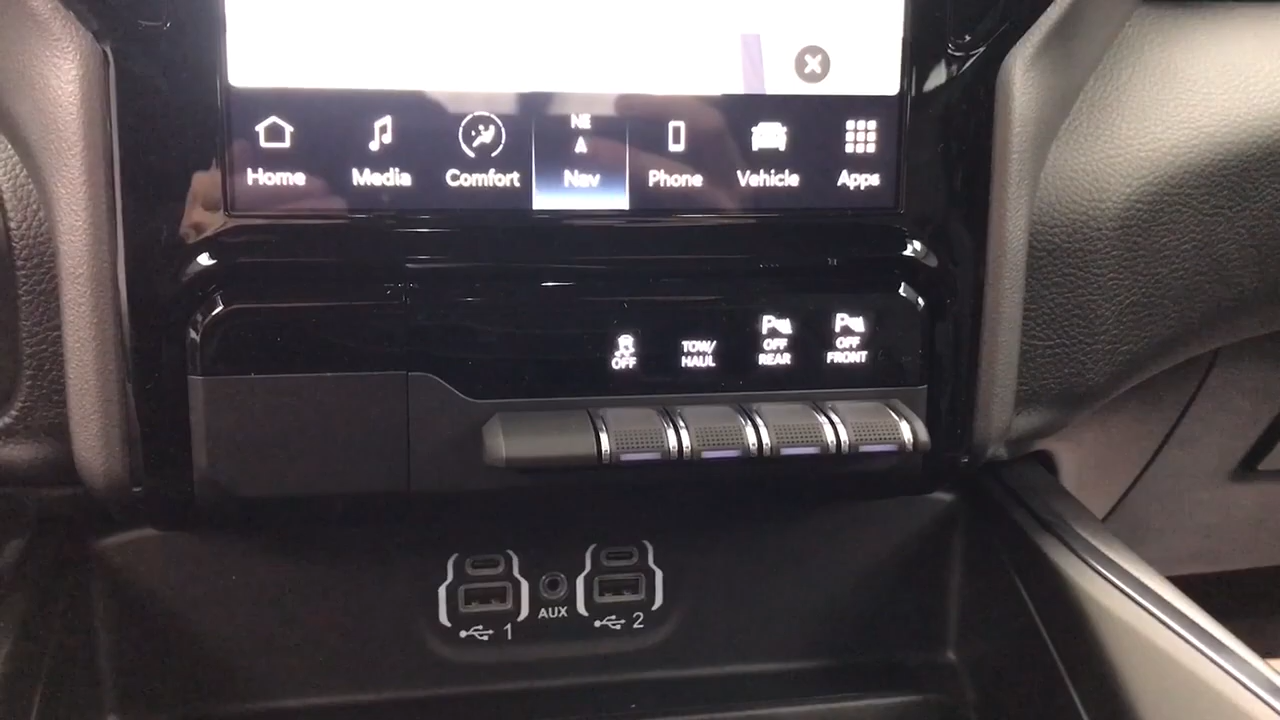 NE
A
Home
Media
Comfort
Nav
Phone
Vehicle
Apps
OFF
TOW/
HAUL
P
OFF
REAR
P
OFF
FRONT
AUX
1
2